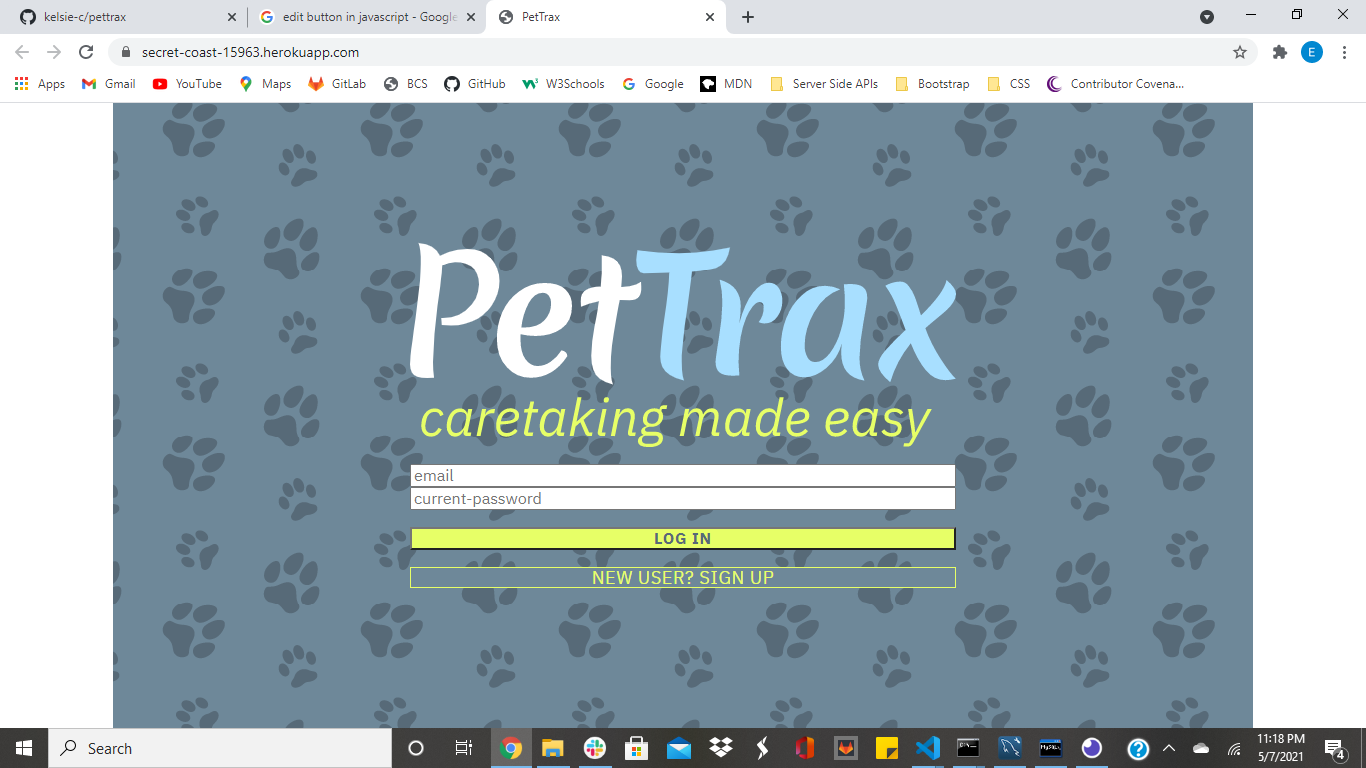 kelsie-c/pettrax
edit button in javascript - Google
PetTrax
secret-coast-15963.herokuapp.com
E
Apps
Gmail
YouTube
Maps
GitLab
BCS
GitHub
W3Schools
Google
MDN
Server Side APIs
Bootstrap
CSS
Contributor Covena...
PetTrax
caretaking made easy
email
current-password
LOG IN
NEW USER? SIGN UP
Search
11:18 PM
5/7/2021
4